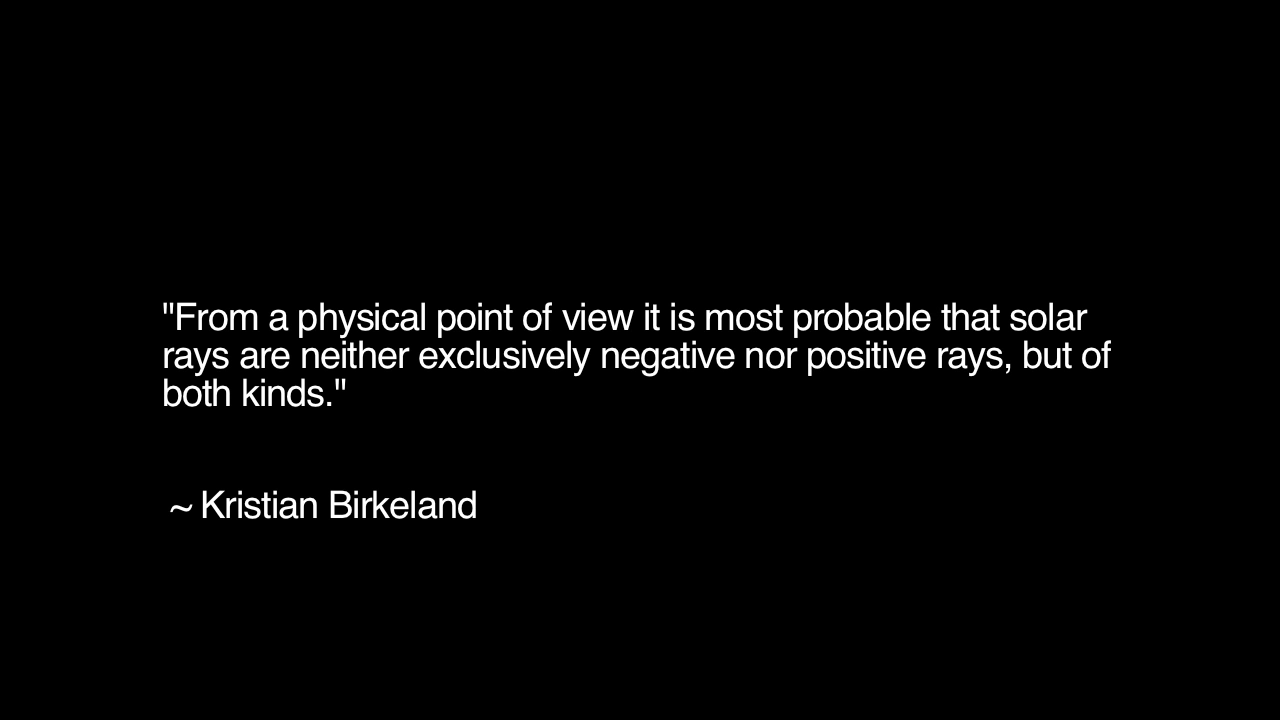 "From a physical point of view it is most probable that solar
rays are neither exclusively negative nor positive rays, but of
both kinds."
~ Kristian Birkeland